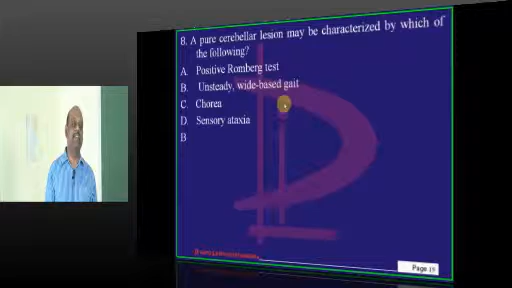 8. A pure cerebellar lesion may be characterized by which of
the following?
A. Positive Romberg test
B. Unsteady, wide-based gait
C. Chorea
D. Sensory ataxia
B
Page 19